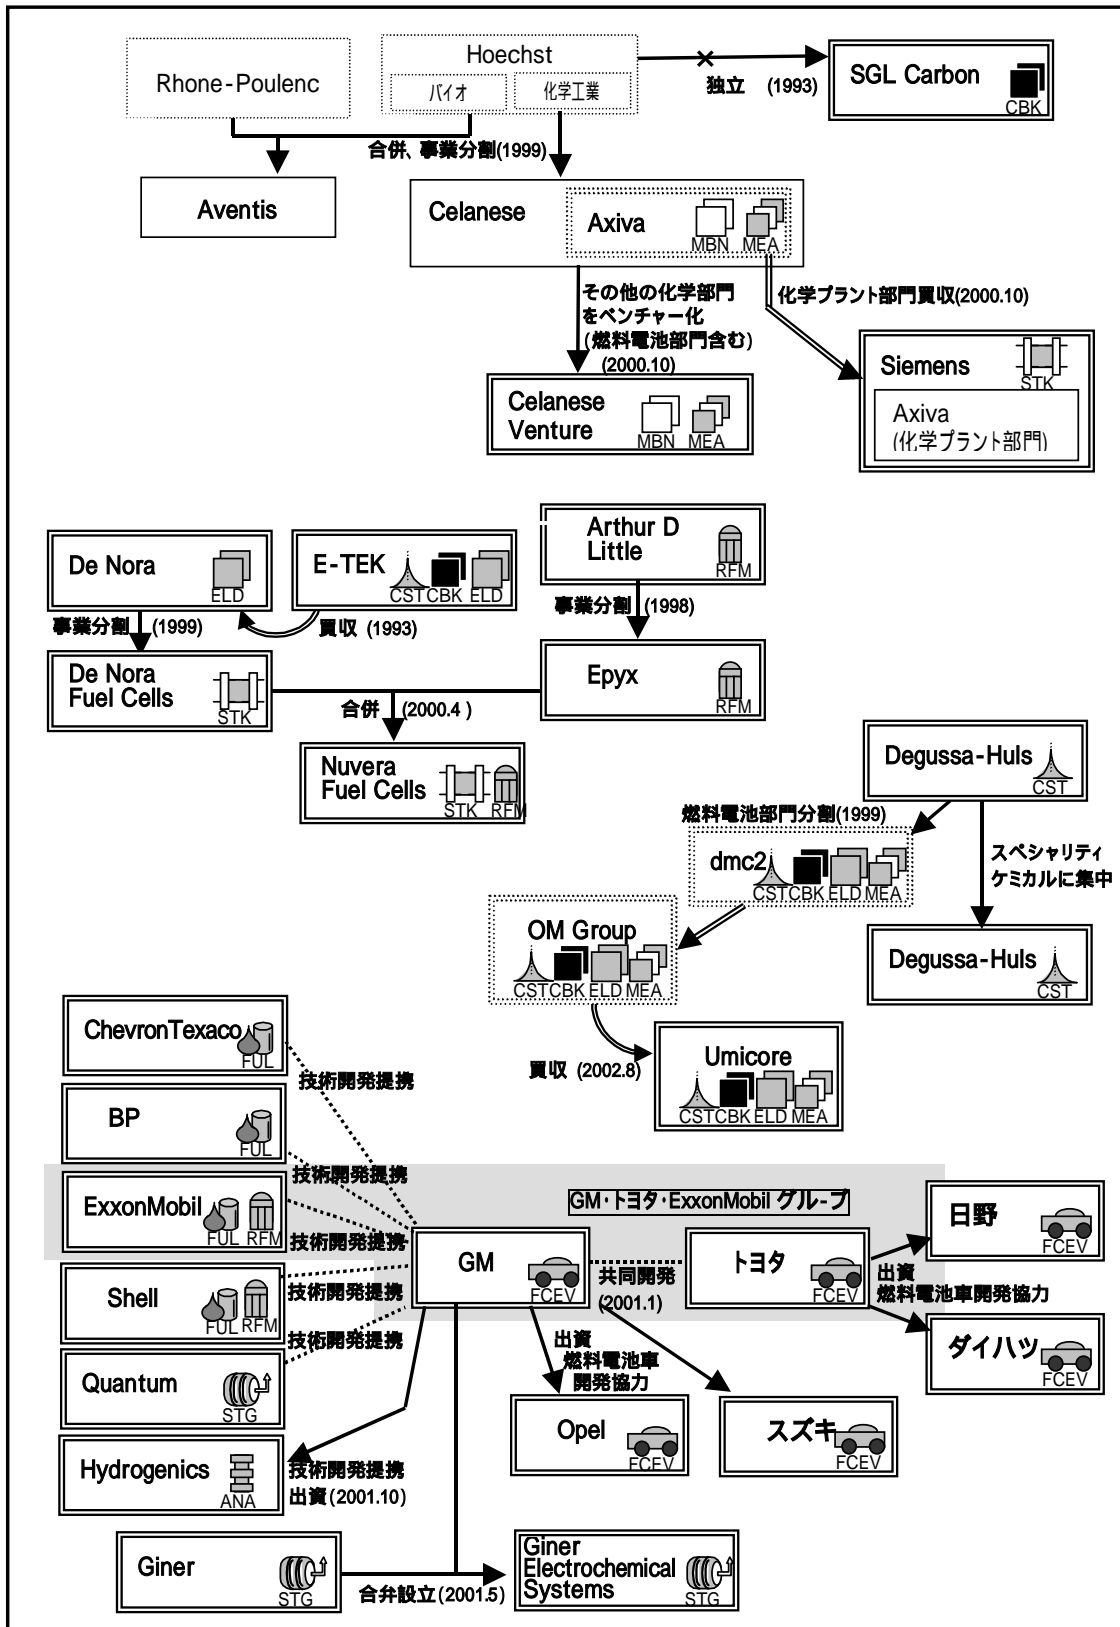 Rhone-Poulenc
Hoechst
バイオ
化学工業
独立 (1993)
SGL Carbon
CBK
合併、事業分割(1999)
Aventis
Celanese
Axiva
MBN
MEA
その他の化学部門
をベンチャー化
(燃料電池部門含む)
(2000.10)
化学プラント部門買収(2000.10)
Siemens
STK
Axiva
(化学プラント部門)
Celanese
Venture
MBN
MEA
De Nora
ELD
E-TEK
CST CBK ELD
Arthur D
Little
RFM
事業分割 (1999)
買収 (1993)
事業分割 (1998)
De Nora
Fuel Cells
STK
Epyx
RFM
合併 (2000.4 )
Nuvera
Fuel Cells
STK RFM
Degussa-Huls
CST
燃料電池部門分割(1999)
dmc2
CST CBK ELD MEA
スペシャリティ
ケミカルに集中
OM Group
CST CBK ELD MEA
Degussa-Huls
CST
買収 (2002.8)
Umicore
CST CBK ELD MEA
ChevronTexaco
FUL
技術開発提携
BP
FUL
技術開発提携
ExxonMobil
FUL RFM
技術開発提携
GM・トヨタ・ExxonMobil グループ
GM
FCEV
共同開発
(2001.1)
トヨタ
FCEV
日野
FCEV
出資
燃料電池車開発協力
ダイハツ
FCEV
Shell
FUL RFM
技術開発提携
技術開発提携
Quantum
STG
出資
燃料電池車
開発協力
Opel
FCEV
スズキ
FCEV
Hydrogenics
ANA
技術開発提携
出資(2001.10)
Giner
STG
合弁設立(2001.5)
Giner
Electrochemical
Systems
STG